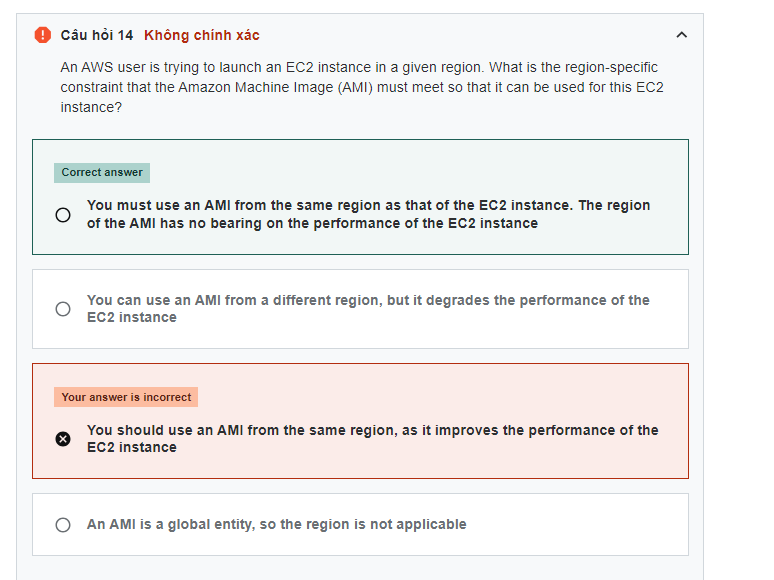 Câu hỏi 14 Không chính xác
An AWS user is trying to launch an EC2 instance in a given region. What is the region-specific
constraint that the Amazon Machine Image (AMI) must meet so that it can be used for this EC2
instance?
Correct answer
You must use an AMI from the same region as that of the EC2 instance. The region
of the AMI has no bearing on the performance of the EC2 instance
You can use an AMI from a different region, but it degrades the performance of the
EC2 instance
Your answer is incorrect
You should use an AMI from the same region, as it improves the performance of the
EC2 instance
An AMI is a global entity, so the region is not applicable